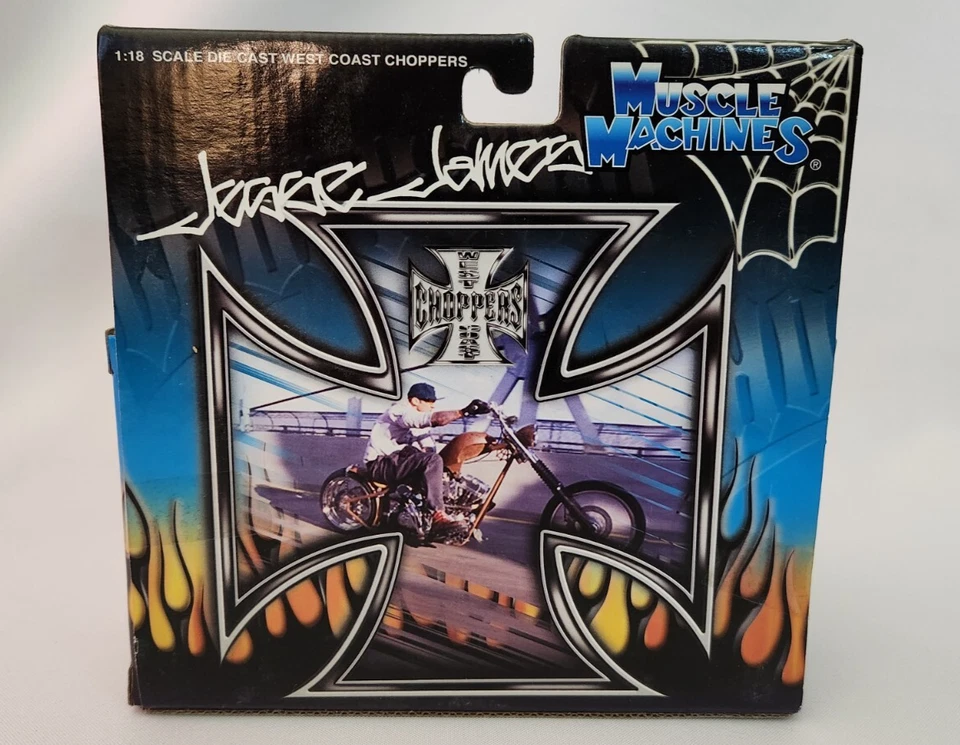 1:18 SCALE DIE CAST WEST COAST CHOPPERS
MUSCLE
MACHINES®
Jesse James
WEST
CHOPPERS
COAST